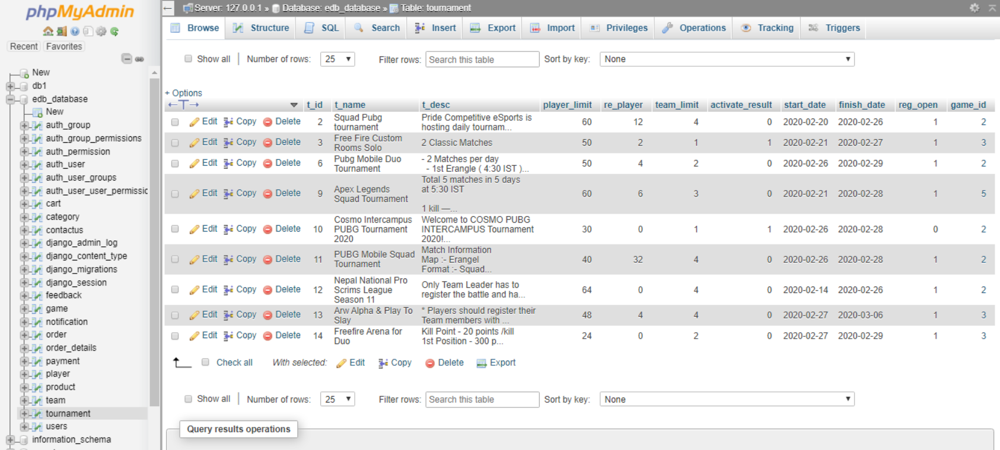 phpMyAdmin
Recent Favorites
New
db1
edb_database
New
auth_group
auth_group_permissions
auth_permission
auth_user
auth_user_groups
auth_user_user_permissic
cart
category
contactus
django_admin_log
django_content_type
django_migrations
django_session
feedback
game
notification
order
order_details
payment
player
product
team
tournament
users
information_schema
Server: 127.0.0.1 » Database: edb_database » Table: tournament
Browse Structure SQL Search Insert Export Import Privileges Operations Tracking Triggers
Show all | Number of rows: 25 Filter rows: Search this table Sort by key: None
+ Options
←T→ t_id t_name t_desc player_limit re_player team_limit activate_result start_date finish_date reg_open game_id
Edit Copy Delete 2 Squad Pubg Pride Competitive eSports is 60 12 4 0 2020-02-20 2020-02-26 1 2
tournament hosting daily tournam...
Edit Copy Delete 3 Free Fire Custom 2 Classic Matches 50 2 1 1 2020-02-21 2020-02-27 1 3
Rooms Solo
Edit Copy Delete 6 Pubg Mobile Duo - 2 Matches per day 50 4 2 0 2020-02-26 2020-02-29 1 2
Tournament - 1st Erangle ( 4:30 IST )...
Total 5 matches in 5 days
at 5:30 IST
Edit Copy Delete 9 Apex Legends 60 6 3 0 2020-02-21 2020-02-28 1 5
Squad Tournament
1 kill —...
Cosmo Intercampus Welcome to COSMO PUBG
Edit Copy Delete 10 PUBG Tournament INTERCAMPUS Tournament 30 0 1 1 2020-02-26 2020-02-28 0 2
2020 2020!...
Match Information
Edit Copy Delete 11 PUBG Mobile Squad Map :- Erangel 40 32 4 0 2020-02-26 2020-02-28 1 2
Tournament Format :- Squad...
Nepal National Pro Only Team Leader has to
Edit Copy Delete 12 Scrims League register the battle and ha... 64 0 4 0 2020-02-14 2020-02-26 1 2
Season 11
Edit Copy Delete 13 Arw Alpha & Play To * Players should register their 48 4 4 0 2020-02-27 2020-03-06 1 3
Slay Team members with ...
Edit Copy Delete 14 Freefire Arena for Kill Point - 20 points /kill 24 0 2 0 2020-02-27 2020-02-29 1 3
Duo 1st Position - 300 p...
Check all With selected: Edit Copy Delete Export
Show all | Number of rows: 25 Filter rows: Search this table Sort by key: None
Query results operations